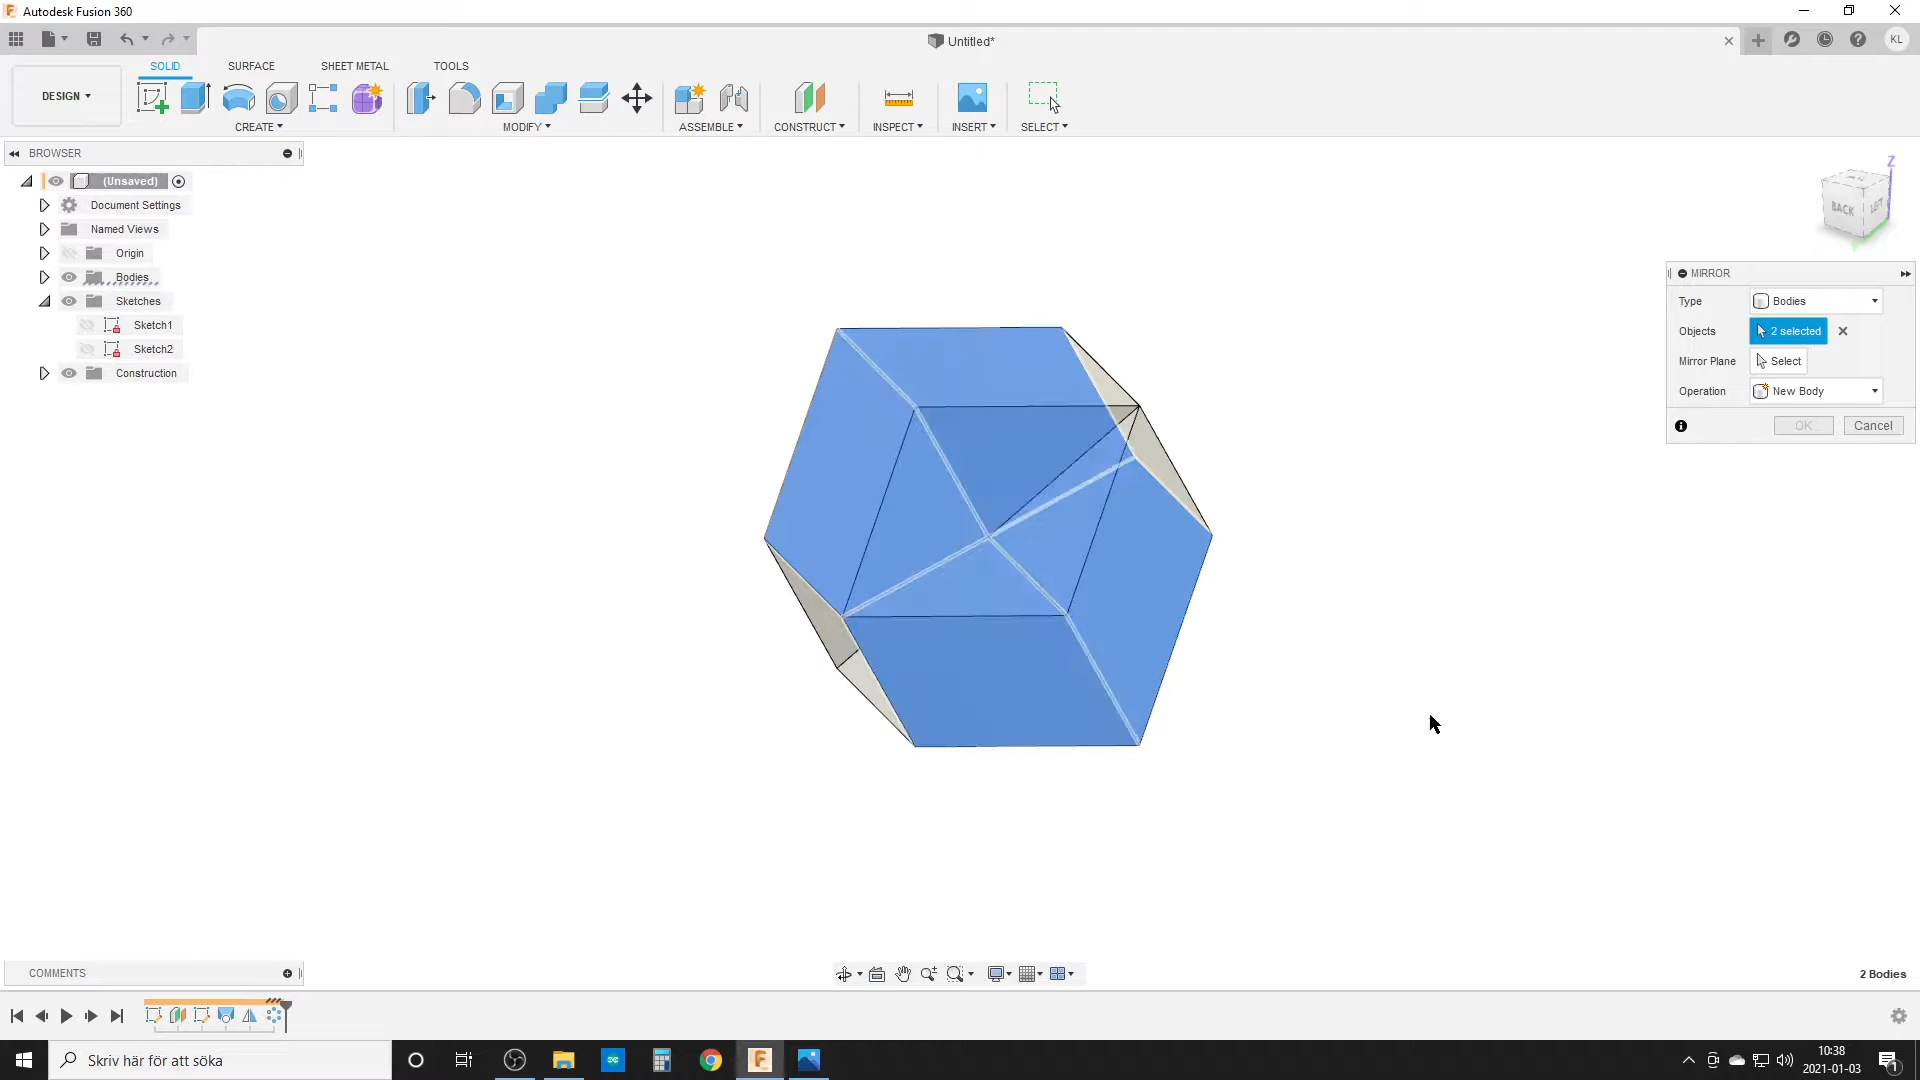 Autodesk Fusion 360
Untitled*
KL
DESIGN
SOLID SURFACE SHEET METAL TOOLS
CREATE MODIFY ASSEMBLE CONSTRUCT INSPECT INSERT SELECT
BROWSER
(Unsaved)
Document Settings
Named Views
Origin
Bodies
Sketches
Sketch1
Sketch2
Construction
Z
BACK LEFT
MIRROR
Type Bodies
Objects 2 selected
Mirror Plane Select
Operation New Body
OK Cancel
COMMENTS
2 Bodies
Skriv här för att söka
10:38
2021-01-03
1